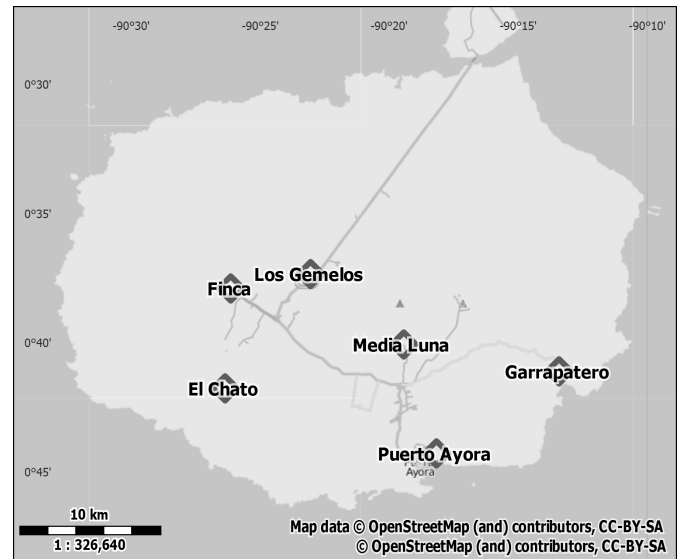 -90°30' -90°25' -90°20' -90°15' -90°10'
0°30'
0°35'
Los Gemelos
Finca
0°40'
Media Luna
Garrapatero
El Chato
Puerto Ayora
Ayora
0°45'
10 km
1 : 326,640
Map data © OpenStreetMap (and) contributors, CC-BY-SA
© OpenStreetMap (and) contributors, CC-BY-SA